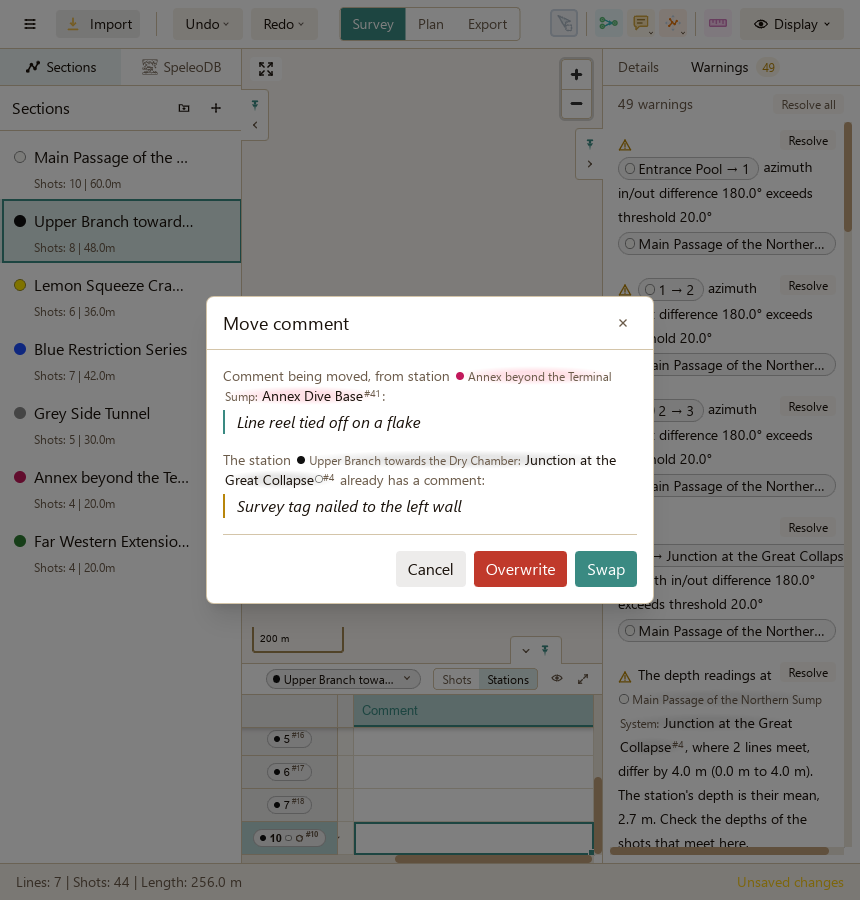 Import
Undo
Redo
Survey
Plan
Export
Display
Sections
SpeleoDB
Sections
Main Passage of the ...
Shots: 10 | 60.0m
Upper Branch toward...
Shots: 8 | 48.0m
Lemon Squeeze Cra...
Shots: 6 | 36.0m
Blue Restriction Series
Shots: 7 | 42.0m
Grey Side Tunnel
Shots: 5 | 30.0m
Annex beyond the Te...
Shots: 4 | 20.0m
Far Western Extensio...
Shots: 4 | 20.0m
Details
Warnings 49
49 warnings
Resolve all
Resolve
Entrance Pool → 1 azimuth
in/out difference 180.0° exceeds
threshold 20.0°
Main Passage of the Norther...
Resolve
1 → 2 azimuth
difference 180.0° exceeds
20.0°
Passage of the Norther...
Resolve
2 → 3 azimuth
difference 180.0° exceeds
20.0°
Passage of the Norther...
Resolve
→ Junction at the Great Collaps
in/out difference 180.0°
exceeds threshold 20.0°
Main Passage of the Norther...
Resolve
The depth readings at
Main Passage of the Northern Sump
System: Junction at the Great
Collapse#4, where 2 lines meet,
differ by 4.0 m (0.0 m to 4.0 m).
The station's depth is their mean,
2.7 m. Check the depths of the
shots that meet here.
Move comment
Comment being moved, from station Annex beyond the Terminal
Sump: Annex Dive Base#41:
Line reel tied off on a flake
The station Upper Branch towards the Dry Chamber: Junction at the
Great Collapse#4 already has a comment:
Survey tag nailed to the left wall
Cancel
Overwrite
Swap
200 m
Upper Branch towa...
Shots
Stations
Comment
5 #16
6 #17
7 #18
10 #10
Lines: 7 | Shots: 44 | Length: 256.0 m
Unsaved changes